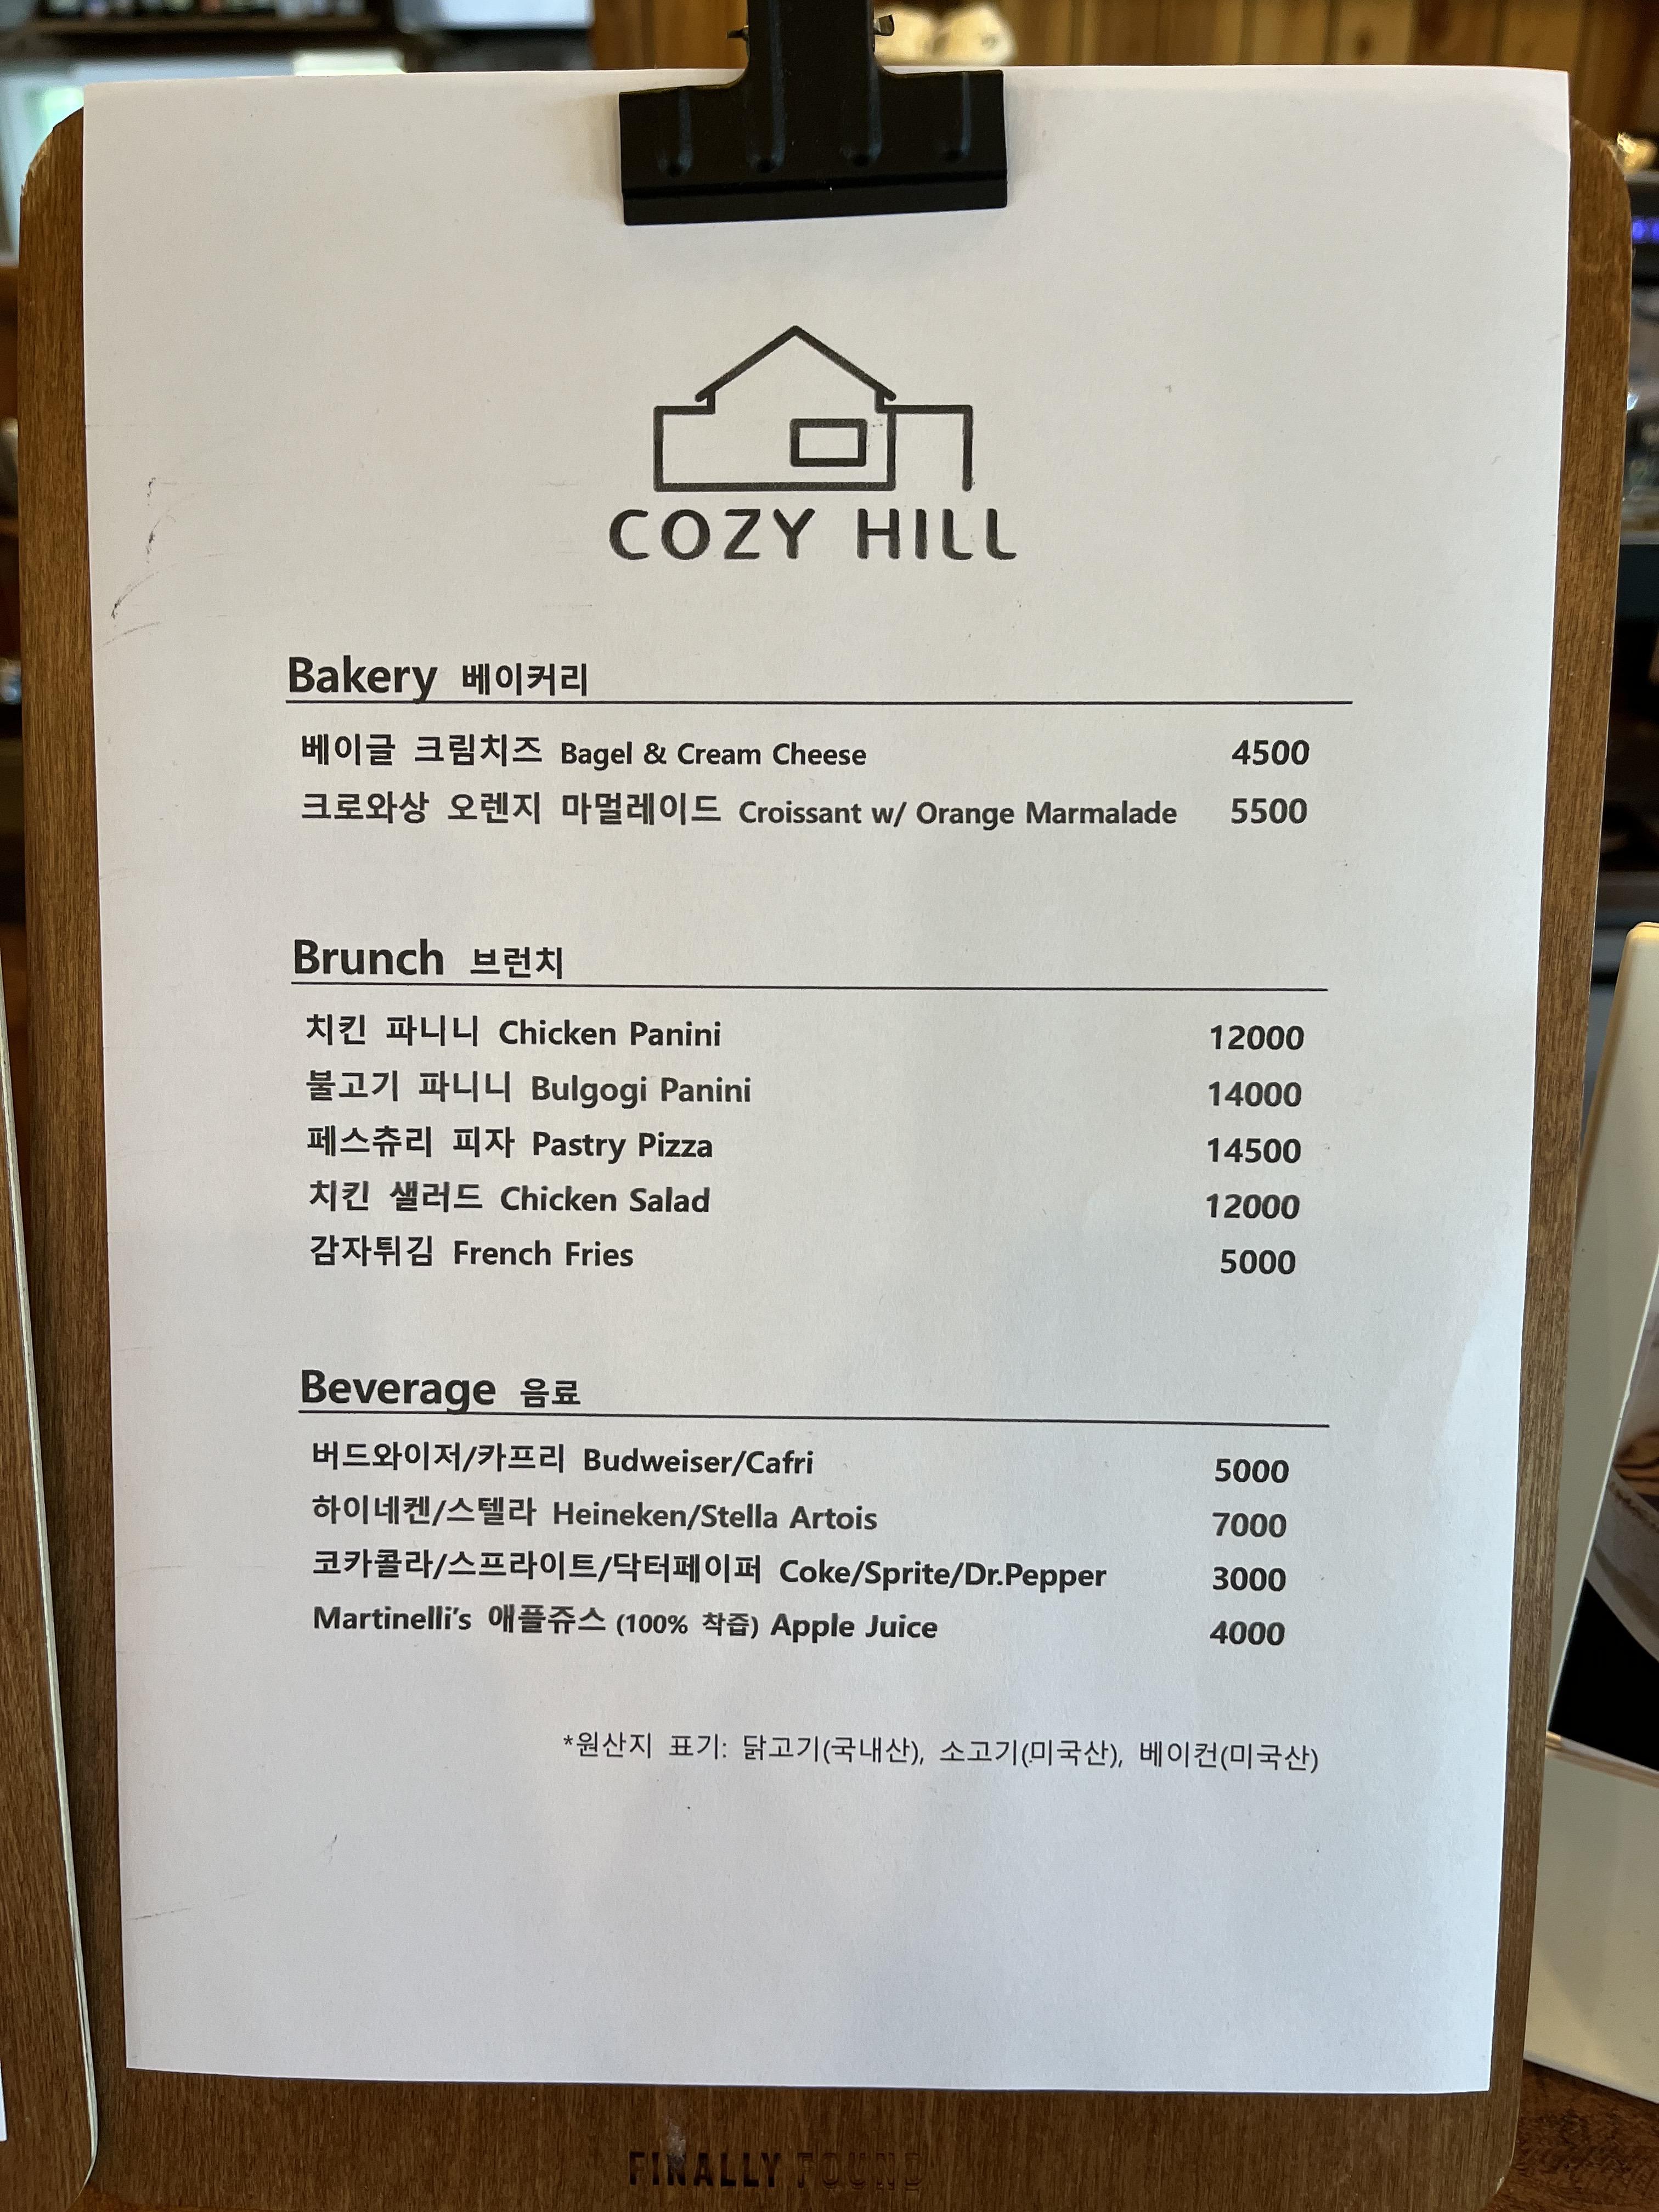 COZY HILL
Bakery 베이커리
베이글 크림치즈 Bagel & Cream Cheese 4500
크로와상 오렌지 마멀레이드 Croissant w/ Orange Marmalade 5500
Brunch 브런치
치킨 파니니 Chicken Panini 12000
불고기 파니니 Bulgogi Panini 14000
페스츄리 피자 Pastry Pizza 14500
치킨 샐러드 Chicken Salad 12000
감자튀김 French Fries 5000
Beverage 음료
버드와이저/카프리 Budweiser/Cafri 5000
하이네켄/스텔라 Heineken/Stella Artois 7000
코카콜라/스프라이트/닥터페이퍼 Coke/Sprite/Dr.Pepper 3000
Martinelli's 애플쥬스 (100% 착즙) Apple Juice 4000
*원산지 표기: 닭고기(국내산), 소고기(미국산), 베이컨(미국산)
FINALLY FOUND